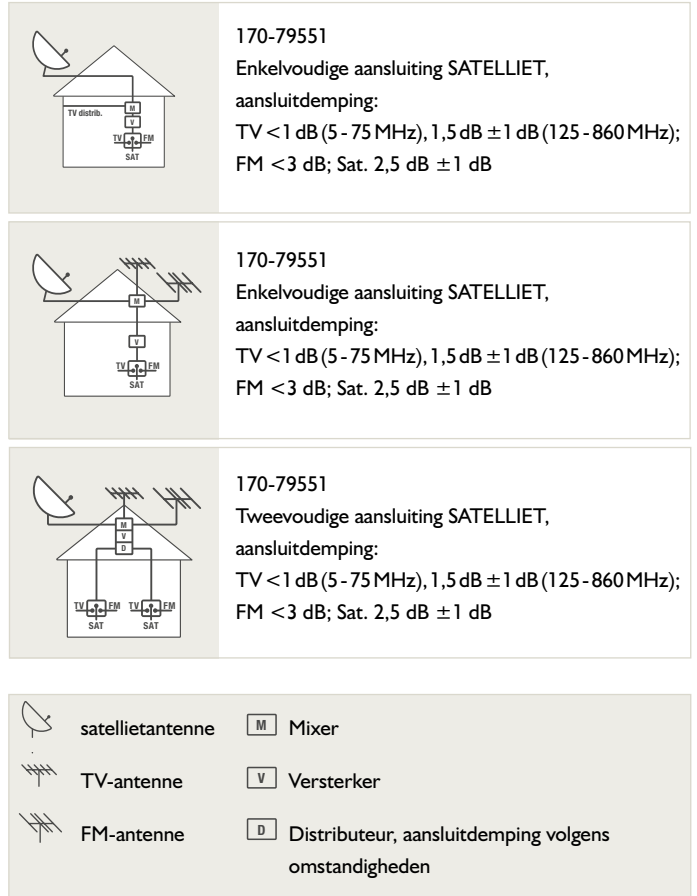 170-79551
Enkelvoudige aansluiting SATELLIET,
aansluitdemping:
TV <1 dB (5 - 75 MHz), 1,5 dB ±1 dB (125 - 860 MHz);
FM <3 dB; Sat. 2,5 dB ±1 dB
TV distrib.
M
V
TV FM
SAT
170-79551
Enkelvoudige aansluiting SATELLIET,
aansluitdemping:
TV <1 dB (5 - 75 MHz), 1,5 dB ±1 dB (125 - 860 MHz);
FM <3 dB; Sat. 2,5 dB ±1 dB
M
V
TV FM
SAT
170-79551
Tweevoudige aansluiting SATELLIET,
aansluitdemping:
TV <1 dB (5 - 75 MHz), 1,5 dB ±1 dB (125 - 860 MHz);
FM <3 dB; Sat. 2,5 dB ±1 dB
M
V
D
TV FM TV FM
SAT SAT
satellietantenne M Mixer
TV-antenne V Versterker
FM-antenne D Distributeur, aansluitdemping volgens
omstandigheden